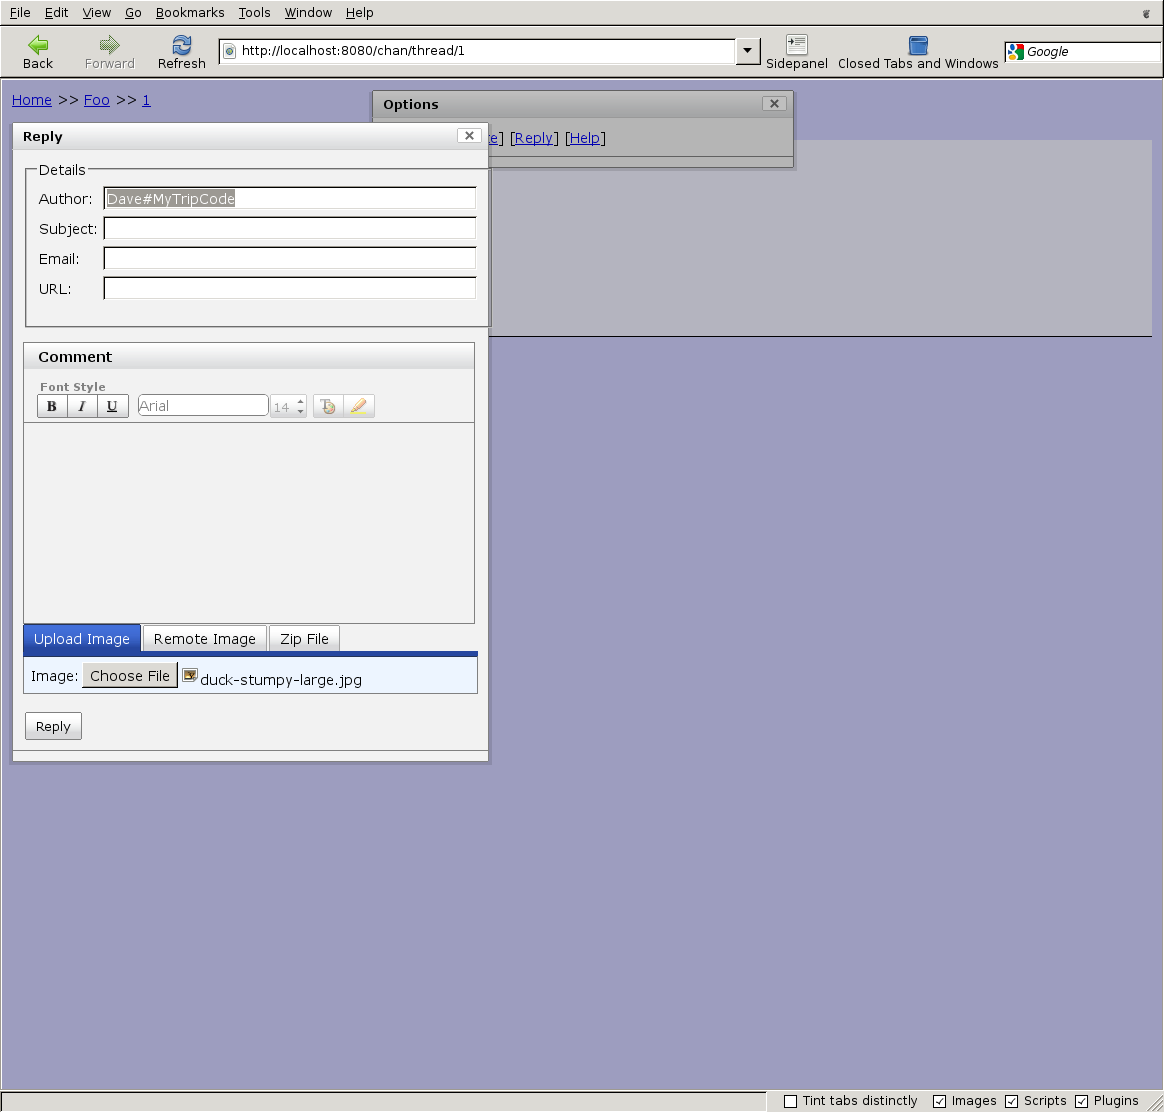 File Edit View Go Bookmarks Tools Window Help
Back Forward Refresh http://localhost:8080/chan/thread/1 Sidepanel Closed Tabs and Windows Google
Home >> Foo >> 1
Options
] [Reply] [Help]
Reply
Details
Author: Dave#MyTripCode
Subject:
Email:
URL:
Comment
Font Style
B I U Arial 14
Upload Image Remote Image Zip File
Image: Choose File duck-stumpy-large.jpg
Reply
Tint tabs distinctly Images Scripts Plugins